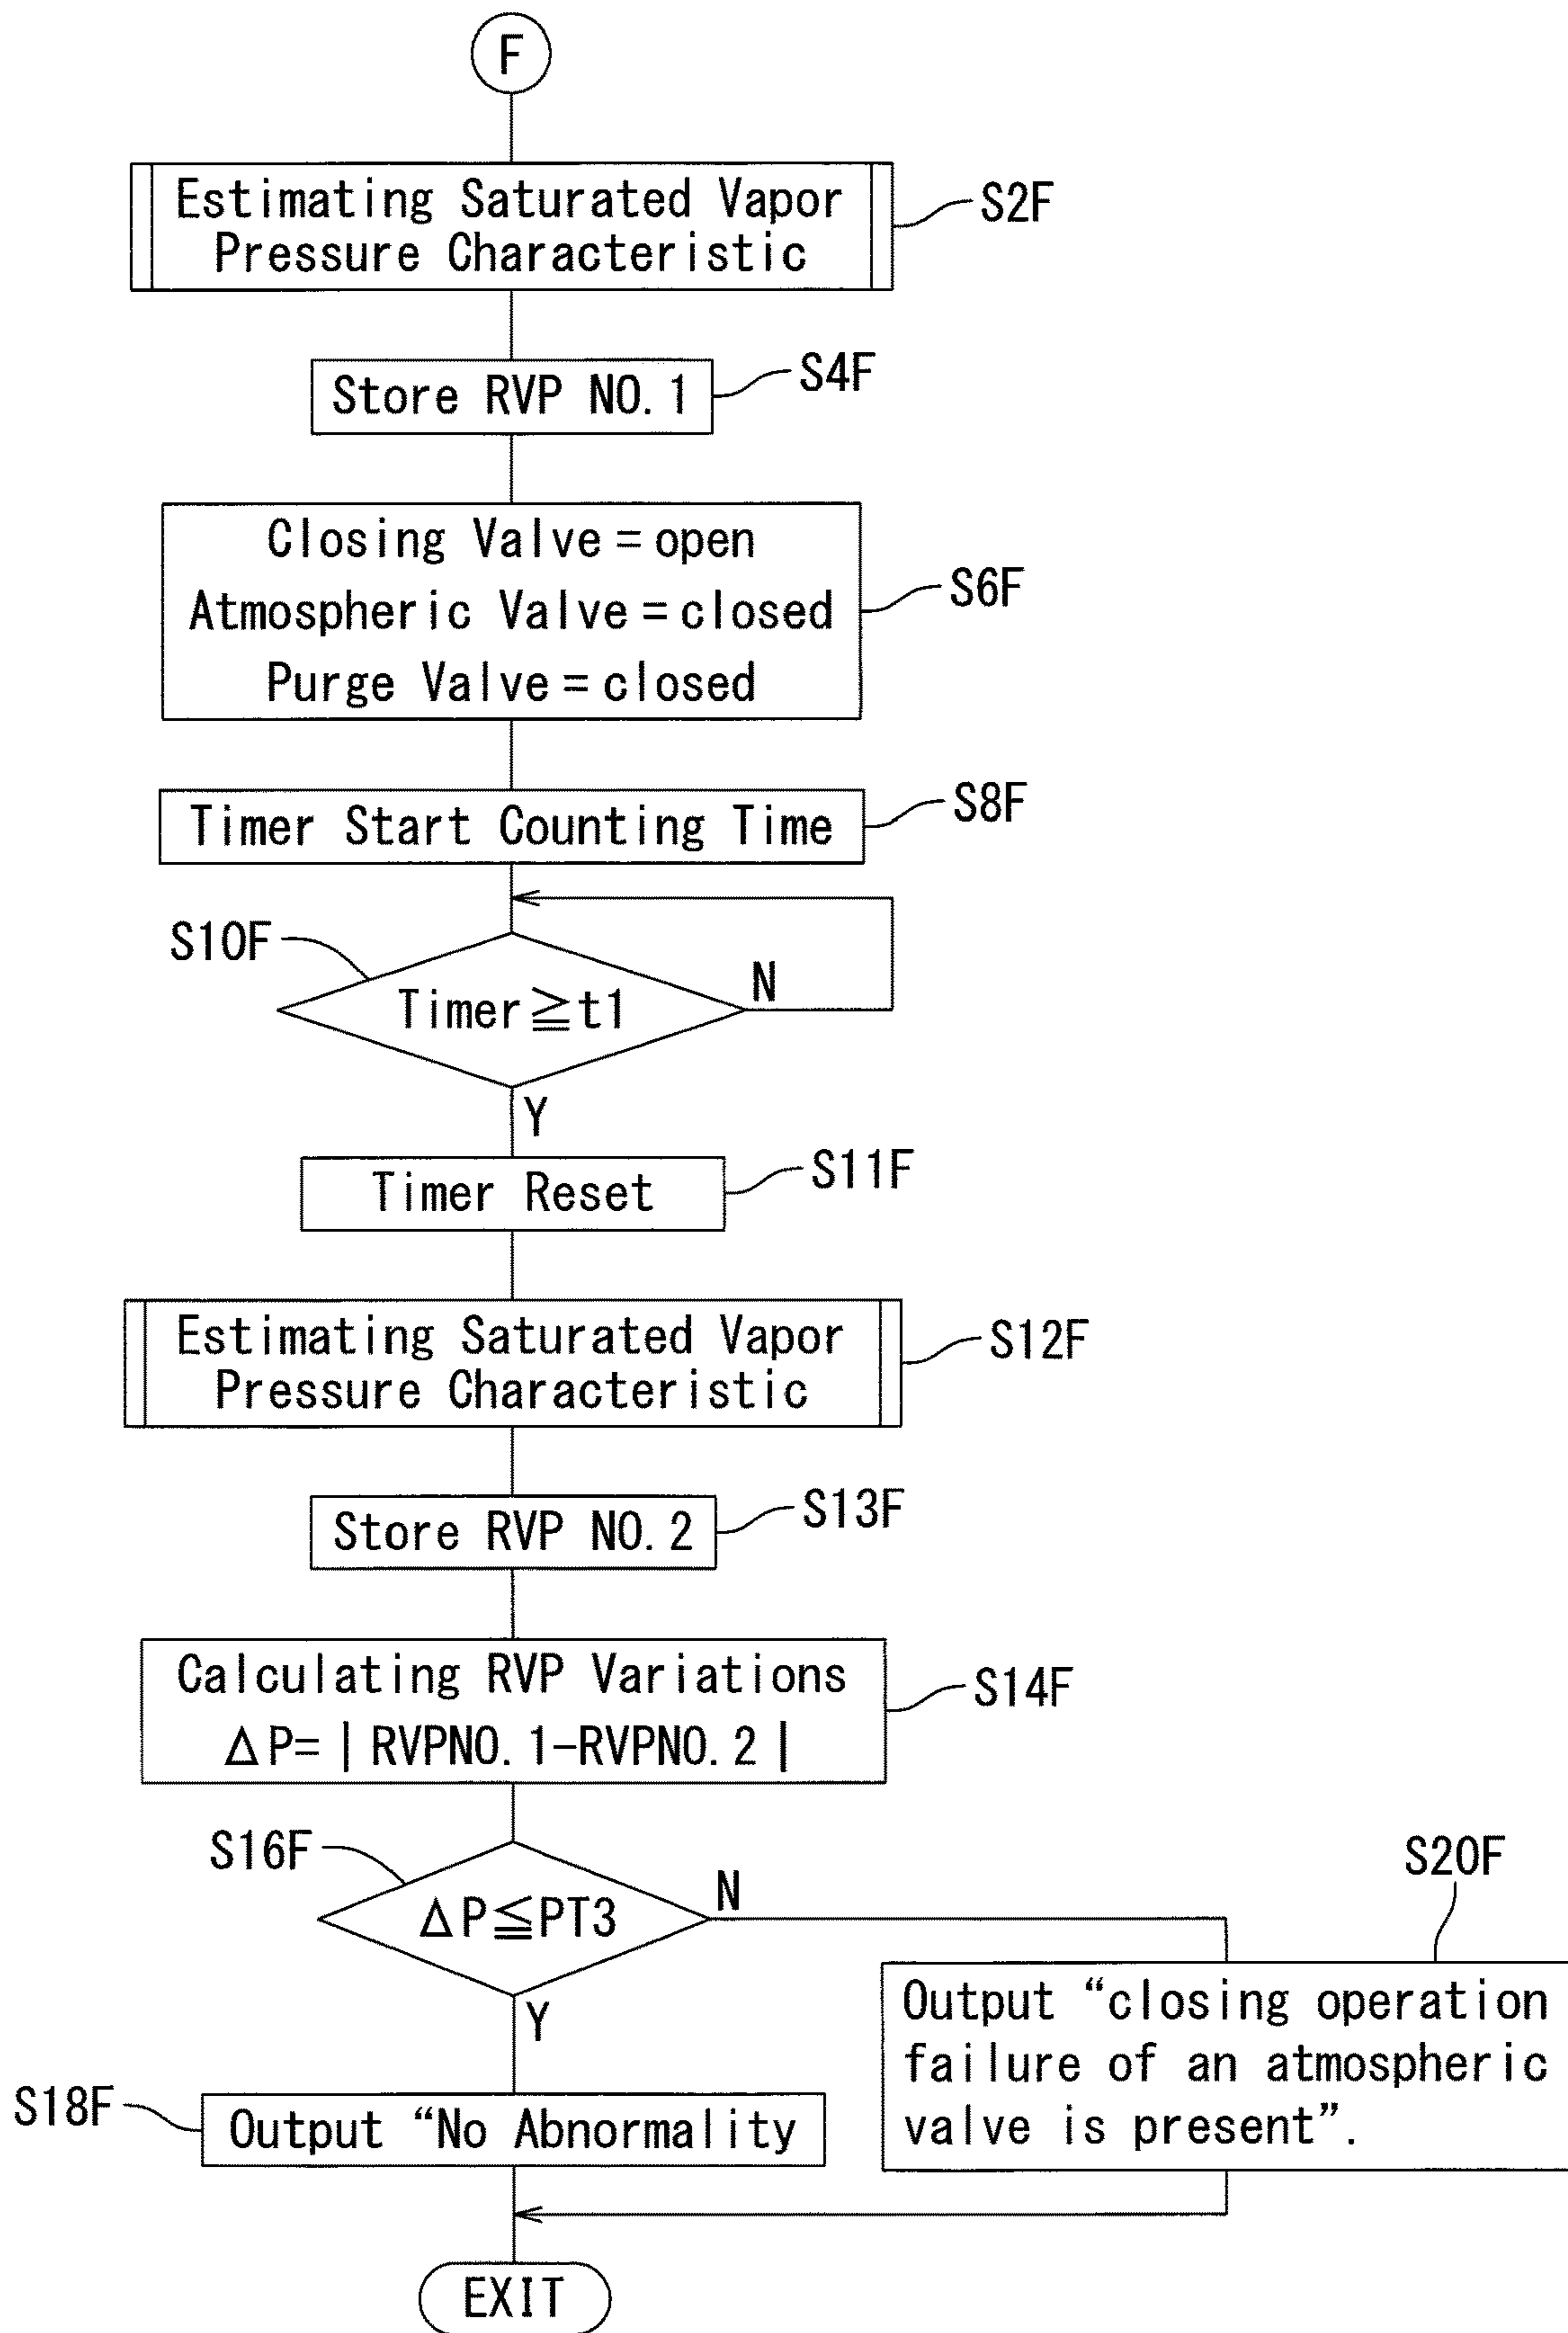 F
Estimating Saturated Vapor
Pressure Characteristic
S2F
Store RVP NO.1
S4F
Closing Valve=open
Atmospheric Valve=closed
Purge Valve=closed
S6F
Timer Start Counting Time
S8F
S10F
Timer≧t1
N
Y
Timer Reset
S11F
Estimating Saturated Vapor
Pressure Characteristic
S12F
Store RVP NO.2
S13F
Calculating RVP Variations
ΔP=|RVPNO.1-RVPNO.2|
S14F
S16F
ΔP≦PT3
N
Y
S20F
Output “closing operation
failure of an atmospheric
valve is present”.
S18F
Output “No Abnormality
EXIT